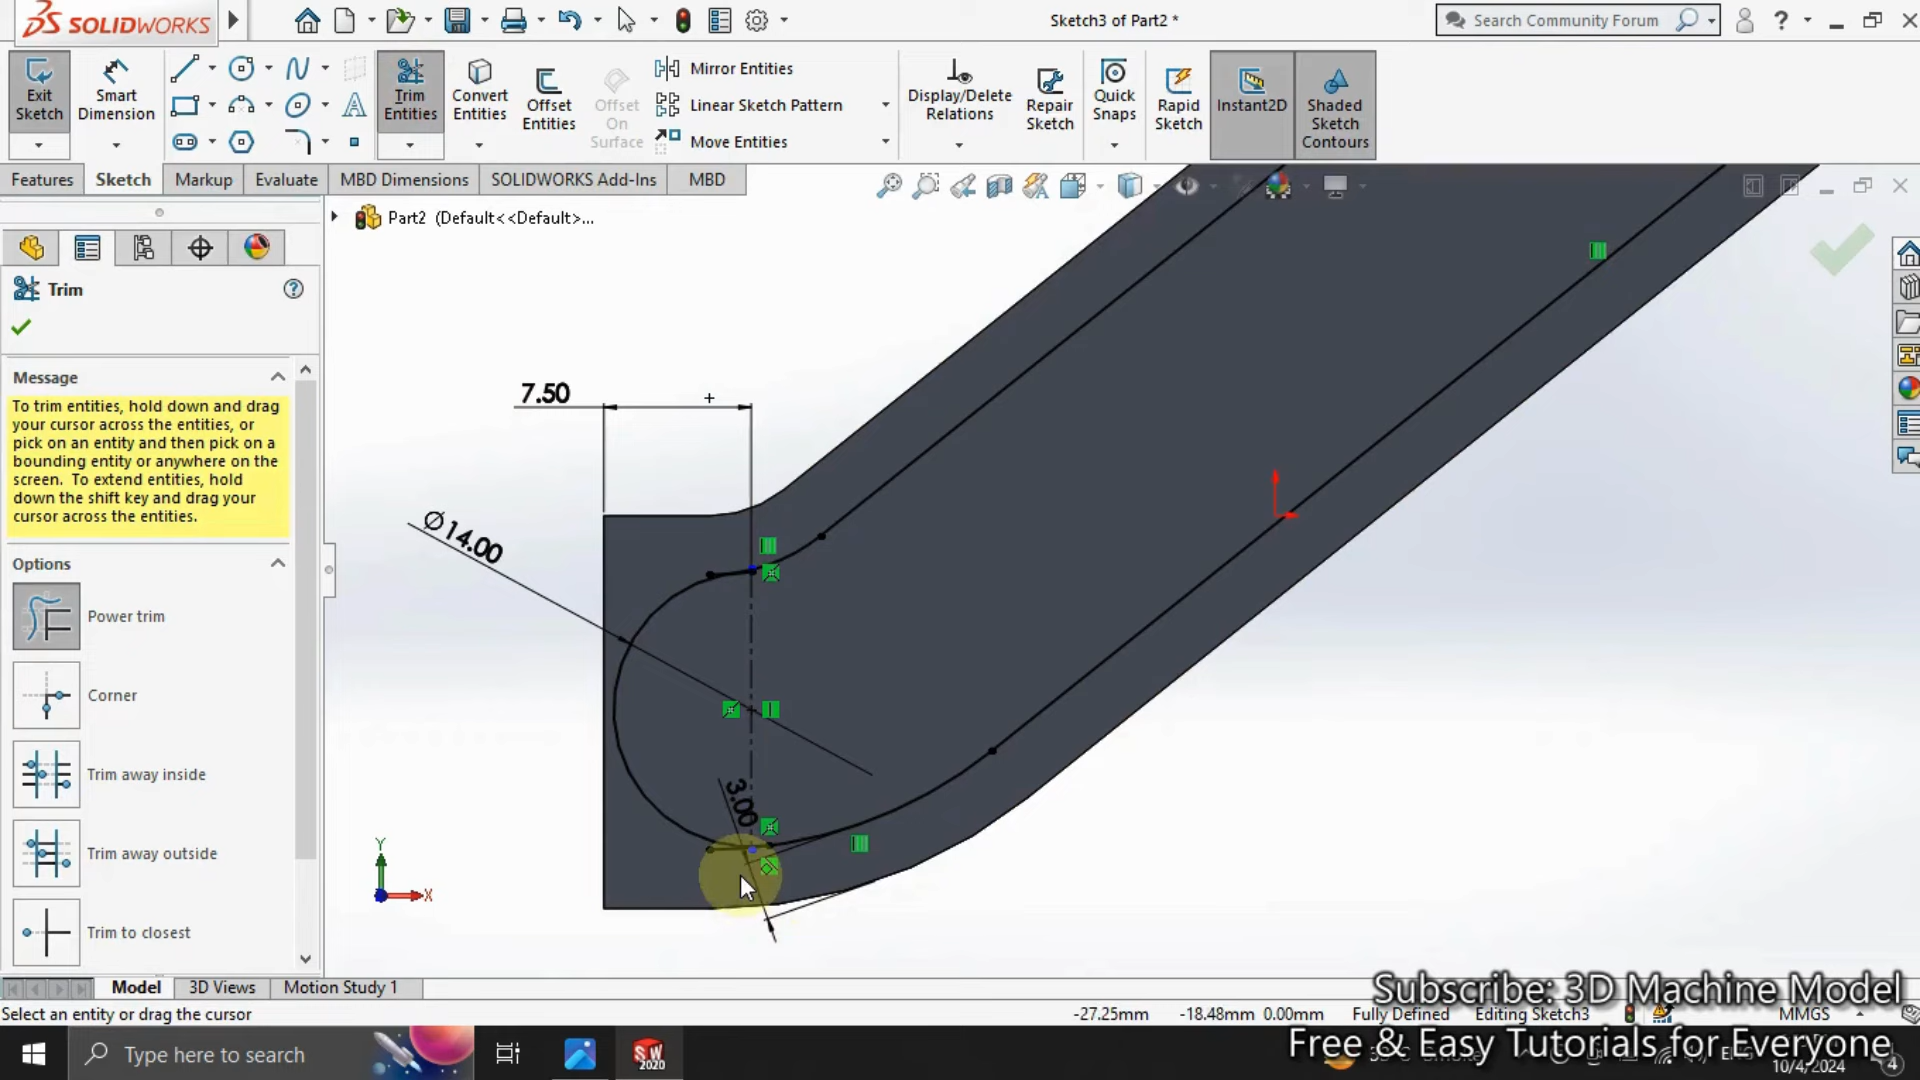 SOLIDWORKS
Sketch3 of Part2 *
Search Community Forum
Exit Sketch
Smart Dimension
Trim Entities
Convert Entities
Offset Entities
Offset On Surface
Mirror Entities
Linear Sketch Pattern
Move Entities
Display/Delete Relations
Repair Sketch
Quick Snaps
Rapid Sketch
Instant2D
Shaded Sketch Contours
Features
Sketch
Markup
Evaluate
MBD Dimensions
SOLIDWORKS Add-Ins
MBD
Part2 (Default<<Default>...
Trim
Message
To trim entities, hold down and drag
your cursor across the entities, or
pick on an entity and then pick on a
bounding entity or anywhere on the
screen. To extend entities, hold
down the shift key and drag your
cursor across the entities.
Options
Power trim
Corner
Trim away inside
Trim away outside
Trim to closest
7.50
Ø14.00
3.00
Y
X
Model
3D Views
Motion Study 1
Select an entity or drag the cursor
-27.25mm
-18.48mm 0.00mm
Fully Defined
Editing Sketch3
MMGS
Subscribe: 3D Machine Model
Free & Easy Tutorials for Everyone
Type here to search
SW 2020
10/4/2024
4